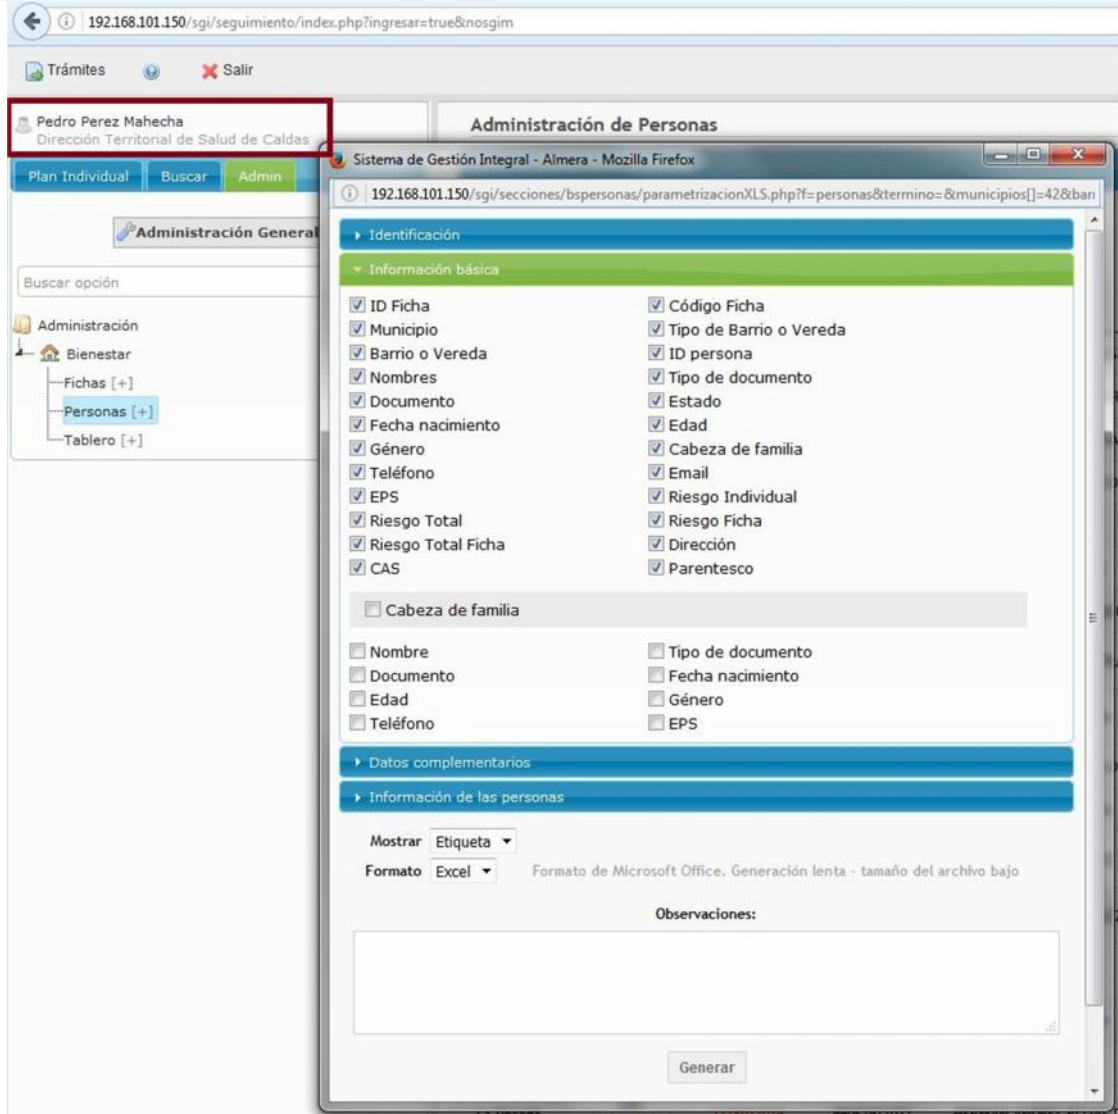 192.168.101.150/sgi/seguimiento/index.php?ingresar=true&nosgim
Trámites Salir
Pedro Perez Mahecha
Dirección Territorial de Salud de Caldas
Administración de Personas
Plan Individual Buscar Admin
Administración General
Buscar opción
Administración
Bienestar
Fichas [+]
Personas [+]
Tablero [+]
Sistema de Gestión Integral - Almera - Mozilla Firefox
192.168.101.150/sgi/secciones/bspersonas/parametrizacionXLS.php?f=personas&termino=&municipios[]=42&ban
Identificación
Información básica
ID Ficha Código Ficha
Municipio Tipo de Barrio o Vereda
Barrio o Vereda ID persona
Nombres Tipo de documento
Documento Estado
Fecha nacimiento Edad
Género Cabeza de familia
Teléfono Email
EPS Riesgo Individual
Riesgo Total Riesgo Ficha
Riesgo Total Ficha Dirección
CAS Parentesco
Cabeza de familia
Nombre Tipo de documento
Documento Fecha nacimiento
Edad Género
Teléfono EPS
Datos complementarios
Información de las personas
Mostrar Etiqueta
Formato Excel Formato de Microsoft Office. Generación lenta - tamaño del archivo bajo
Observaciones:
Generar